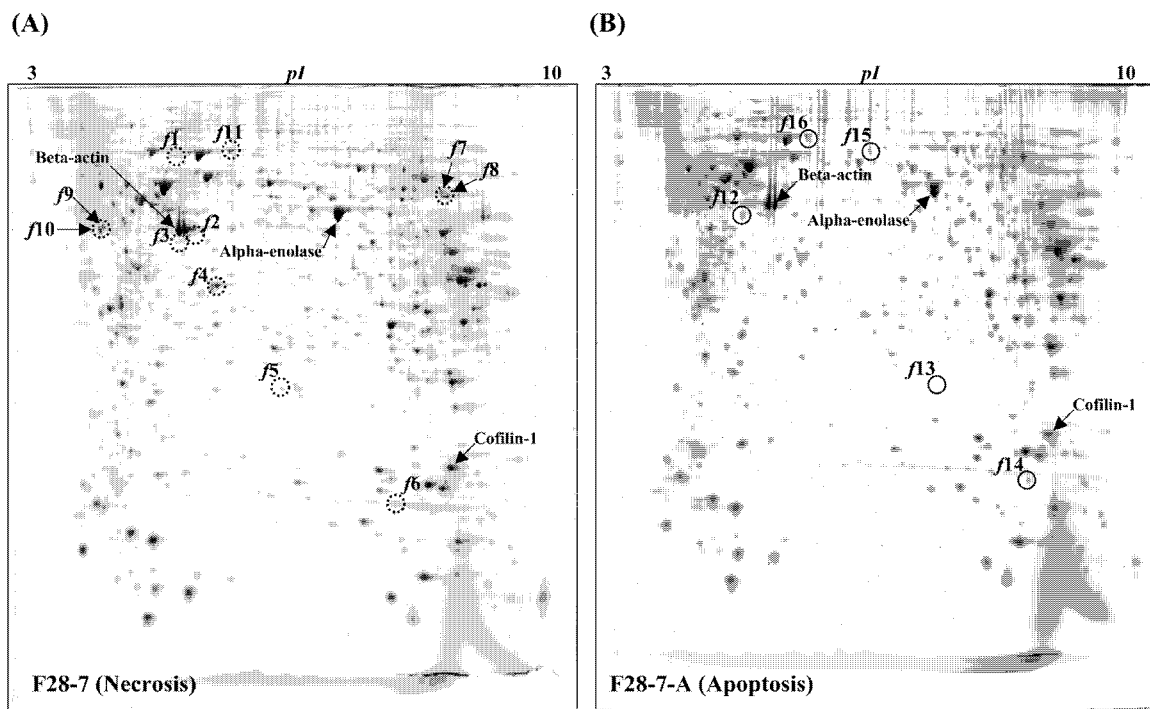 (A)
(B)
3 pI 10
3 pI 10
f1
f11
Beta-actin
f7
f8
f9
f10
f3
f2
Alpha-enolase
f4
f5
Cofilin-1
f6
F28-7 (Necrosis)
f16
f15
Beta-actin
f12
Alpha-enolase
f13
Cofilin-1
f14
F28-7-A (Apoptosis)